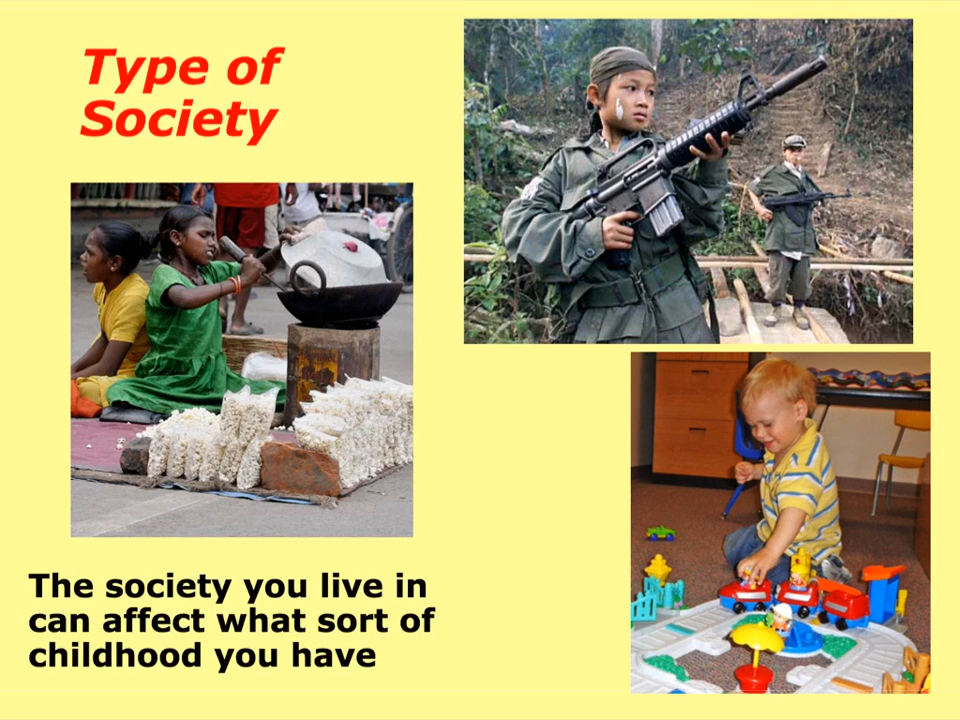 Type of
Society
The society you live in
can affect what sort of
childhood you have